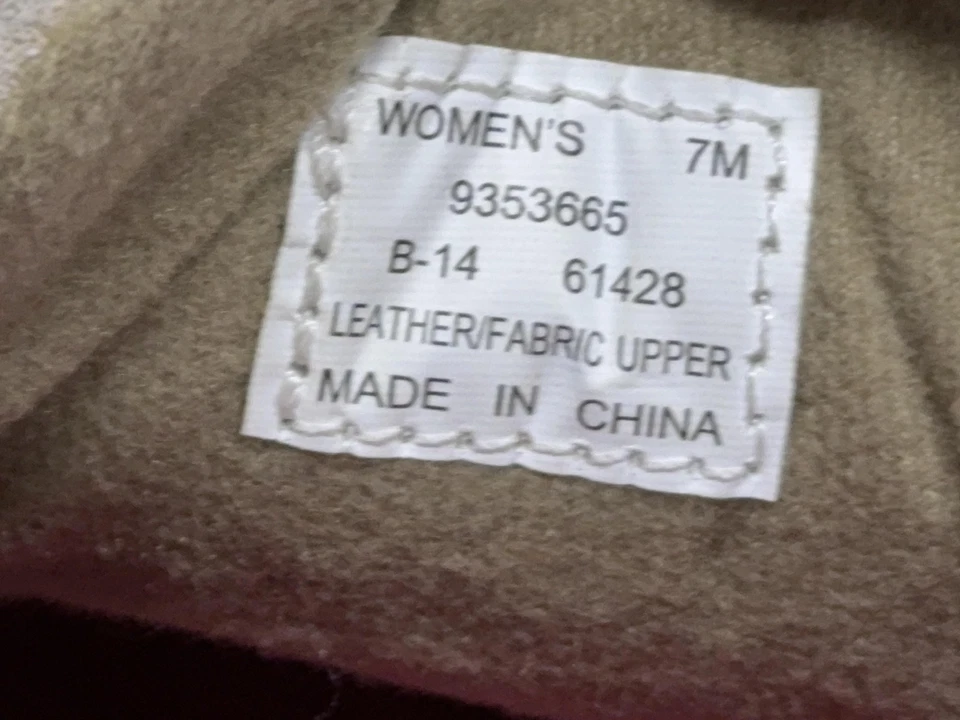 WOMEN'S 7M
9353665
B-14 61428
LEATHER/FABRIC UPPER
MADE IN CHINA